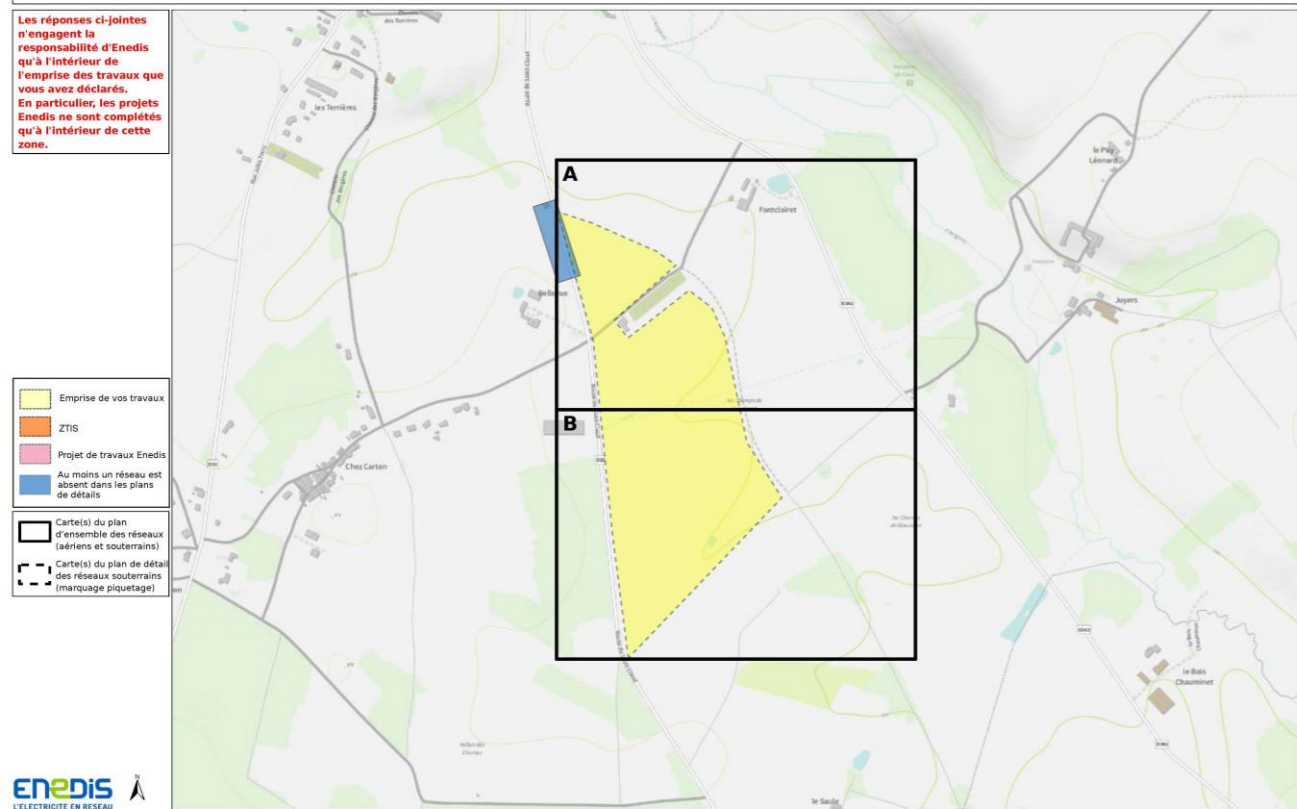 Les réponses ci-jointes
n'engagent la
responsabilité d'Enedis
qu'à l'intérieur de
l'emprise des travaux que
vous avez déclarés.
En particulier, les projets
Enedis ne sont complétés
qu'à l'intérieur de cette
zone.
Emprise de vos travaux
ZTIS
Projet de travaux Enedis
Au moins un réseau est
absent dans les plans
de détails
Carte(s) du plan
d'ensemble des réseaux
(aériens et souterrains)
Carte(s) du plan de détail
des réseaux souterrains
(marquage piquetage)
ENEDIS
L'ELECTRICITE EN RESEAU
N
les Terrières
A
Fontclairet
le Puy
Léonard
Juyers
D362
Bellevue
B
Chez Carton
le Bois
Chauminet
le Saule